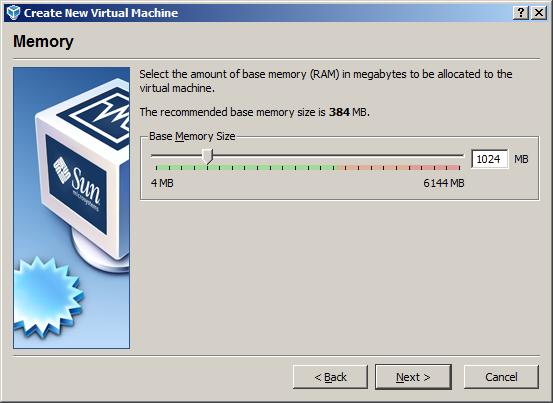 Create New Virtual Machine
Memory
Select the amount of base memory (RAM) in megabytes to be allocated to the
virtual machine.
The recommended base memory size is 384 MB.
Base Memory Size
1024 MB
4 MB 6144 MB
Sun
microsystems
< Back Next > Cancel